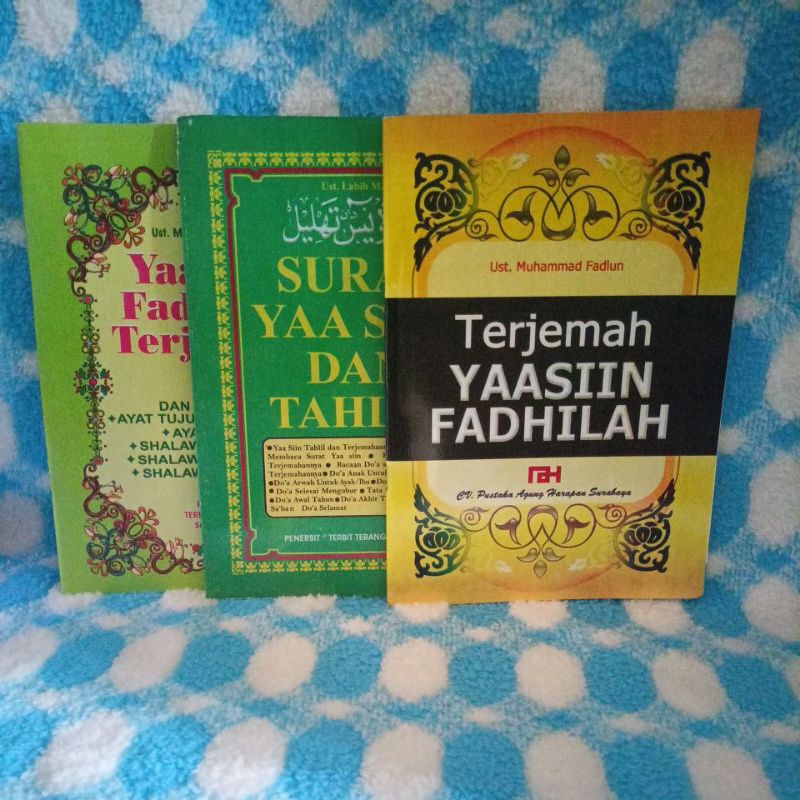 Ust. M
Yaa
Fad
Terj
DAN
✦AYAT TUJU
✦AYA
✦SHALAW
✦SHALAW
✦SHALAW
Ust. Labib M
يس تهليل
SURA
YAA S
DAN
TAHL
●Yaa Siin Tahlil dan Terjemahann
Membaca Surat Yaa siin ●
Terjemahannya ● Bacaan Do'a s
Terjemahannya● Do'a Anak Untuk
●Do'a Arwah Untuk Ayah/Ibu ●Do
Do'a Selesai Mengubur ● Tata
●Do'a Awal Tahun● Do'a Akhir T
Sa'ban Do'a Selamat
PENERBIT " TERBIT TERANG
Ust. Muhammad Fadlun
Terjemah
YAASIIN
FADHILAH
CV. Pustaka Agung Harapan Surabaya